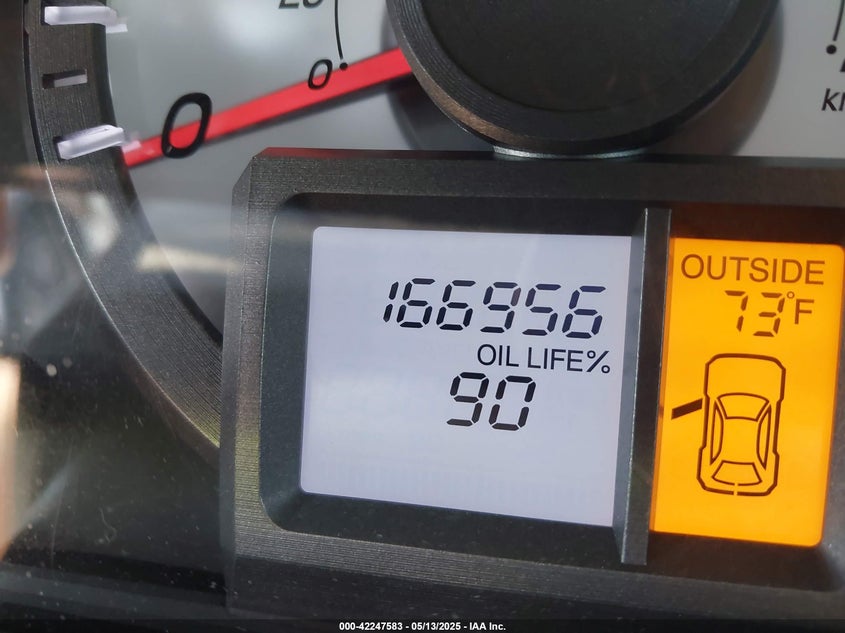 0
0
166956
OIL LIFE%
90
OUTSIDE
73°F
000-42247583 - 05/13/2025 - IAA Inc.